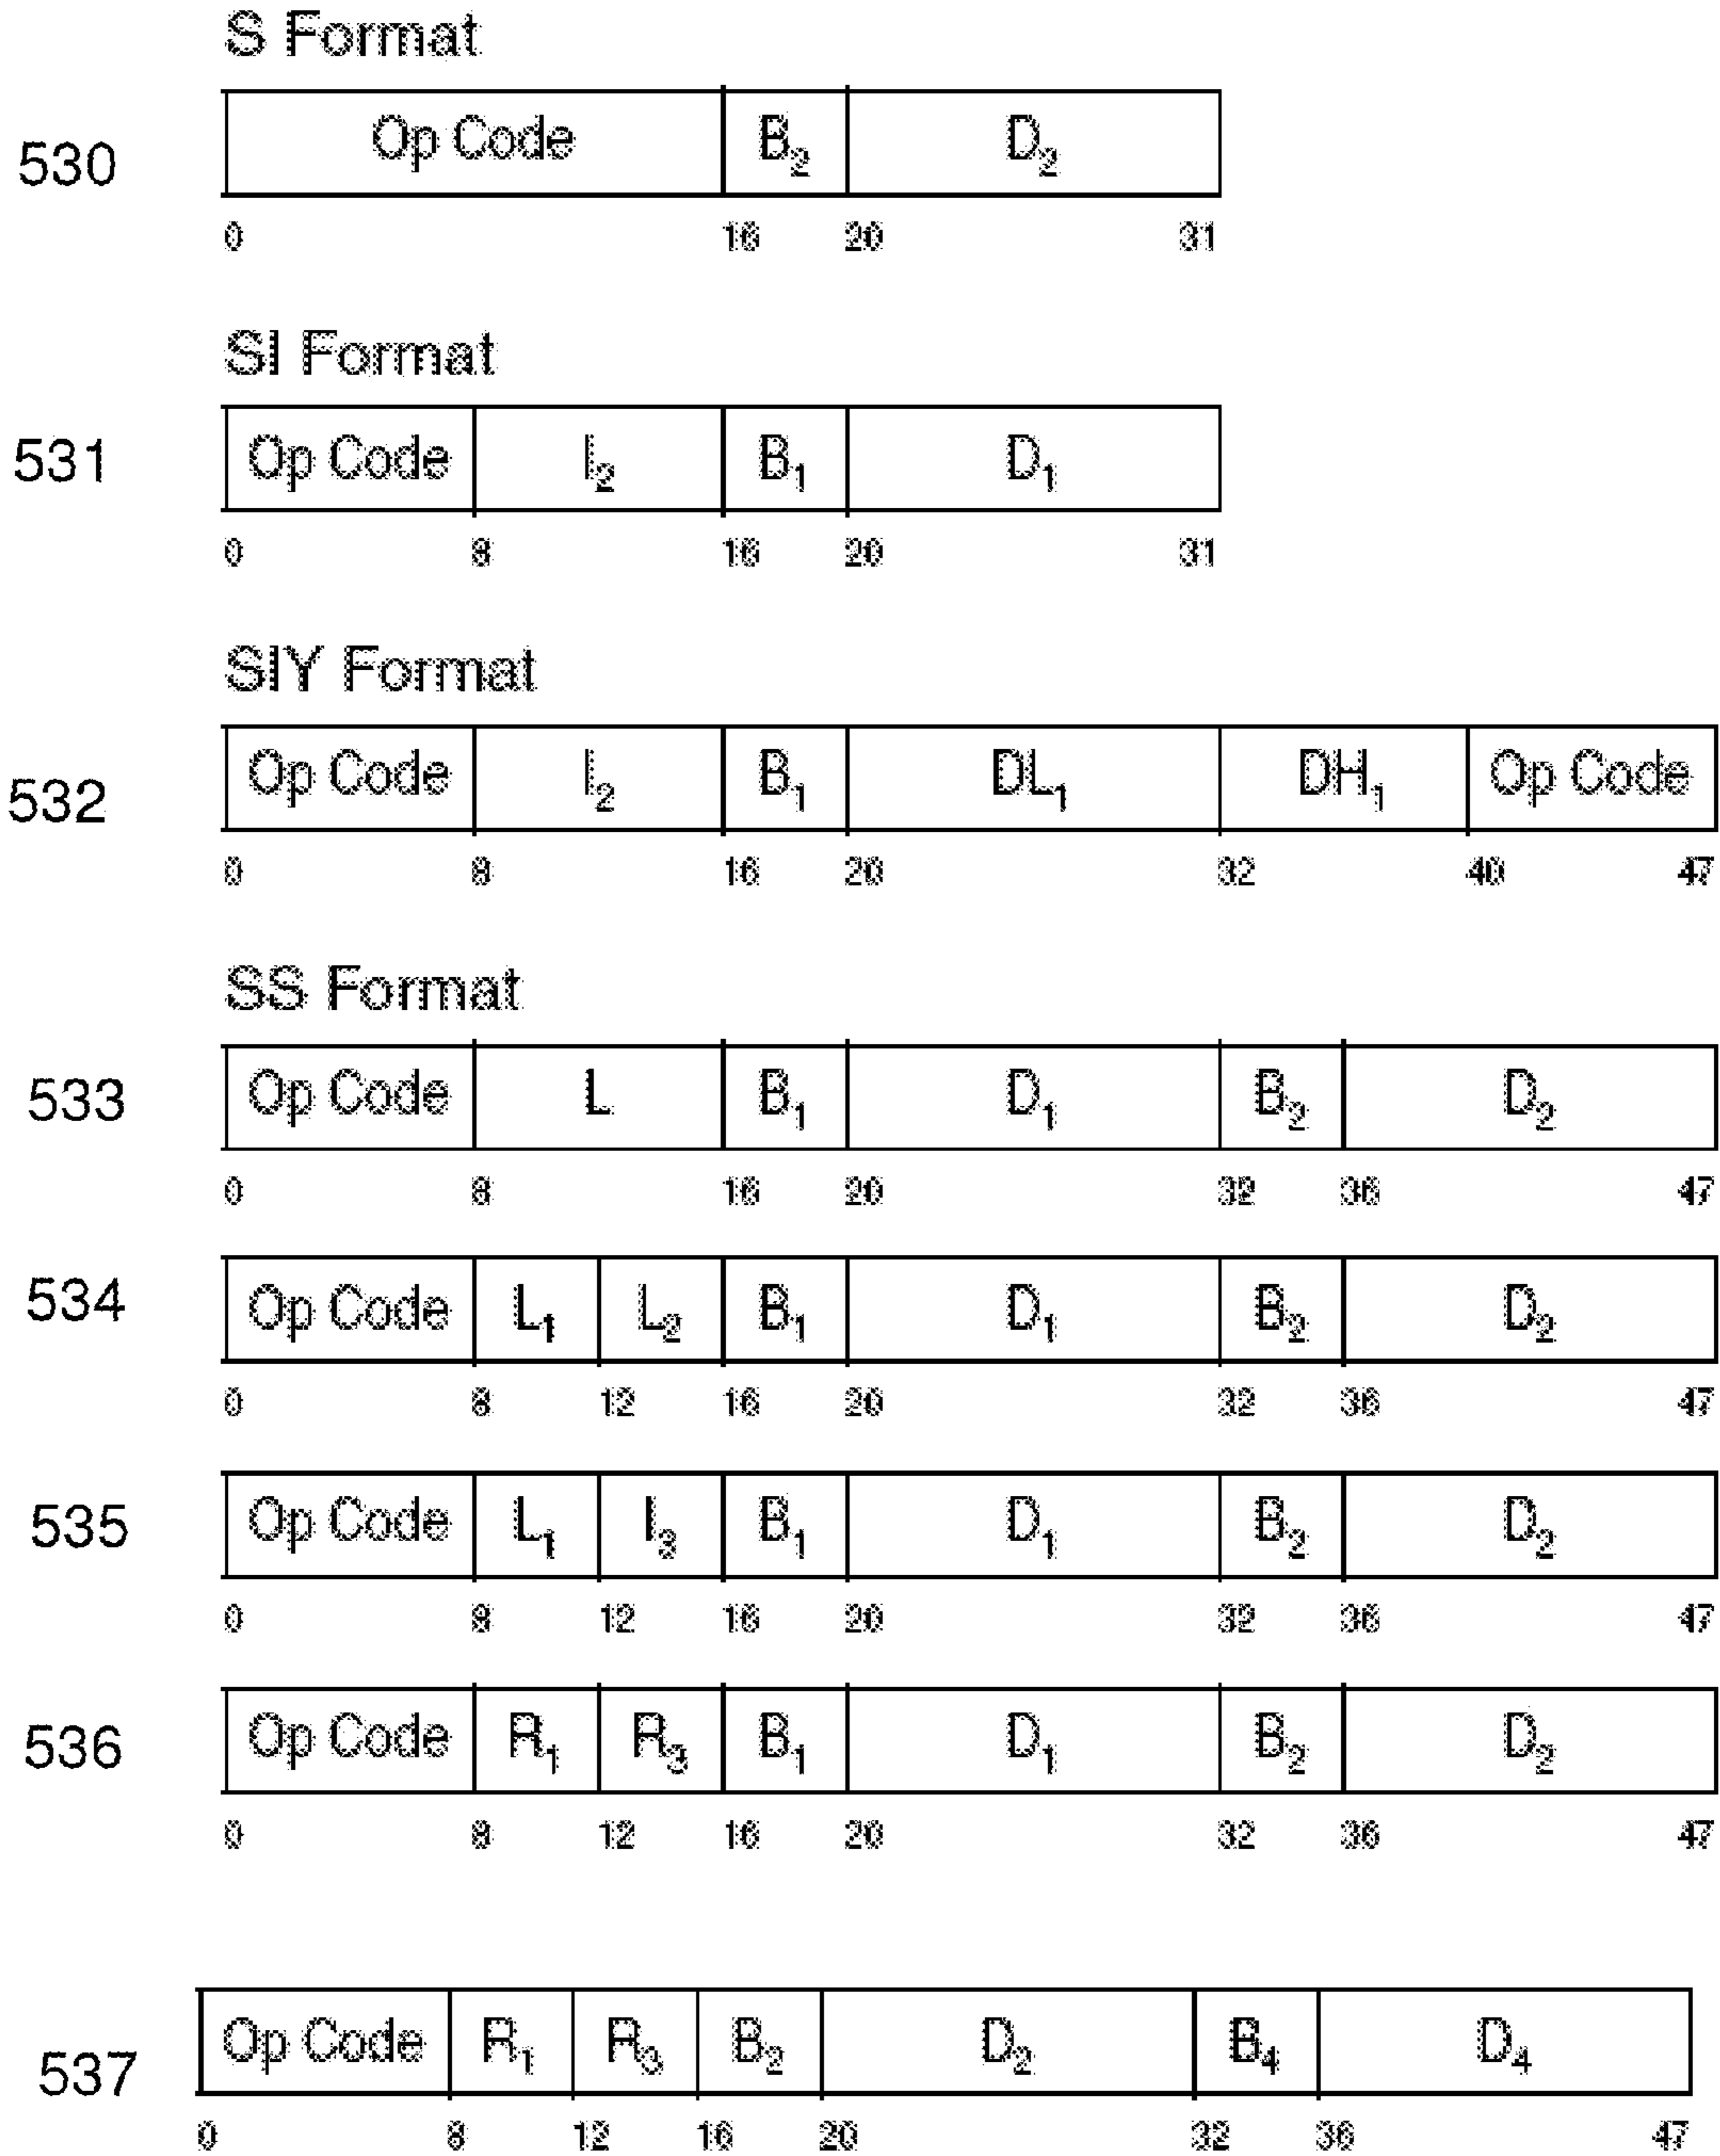 S Format
530 Op Code B₂ D₂
0 16 20 31
SI Format
531 Op Code I₂ B₁ D₁
0 8 16 20 31
SIY Format
532 Op Code I₂ B₁ DL₁ DH₁ Op Code
0 8 16 20 32 40 47
SS Format
533 Op Code L B₁ D₁ B₂ D₂
0 8 16 20 32 36 47
534 Op Code L₁ L₂ B₁ D₁ B₂ D₂
0 8 12 16 20 32 36 47
535 Op Code L₁ I₃ B₁ D₁ B₂ D₂
0 8 12 16 20 32 36 47
536 Op Code R₁ R₃ B₁ D₁ B₂ D₂
0 8 12 16 20 32 36 47
537 Op Code R₁ R₃ B₂ D₂ B₄ D₄
0 8 12 16 20 32 36 47